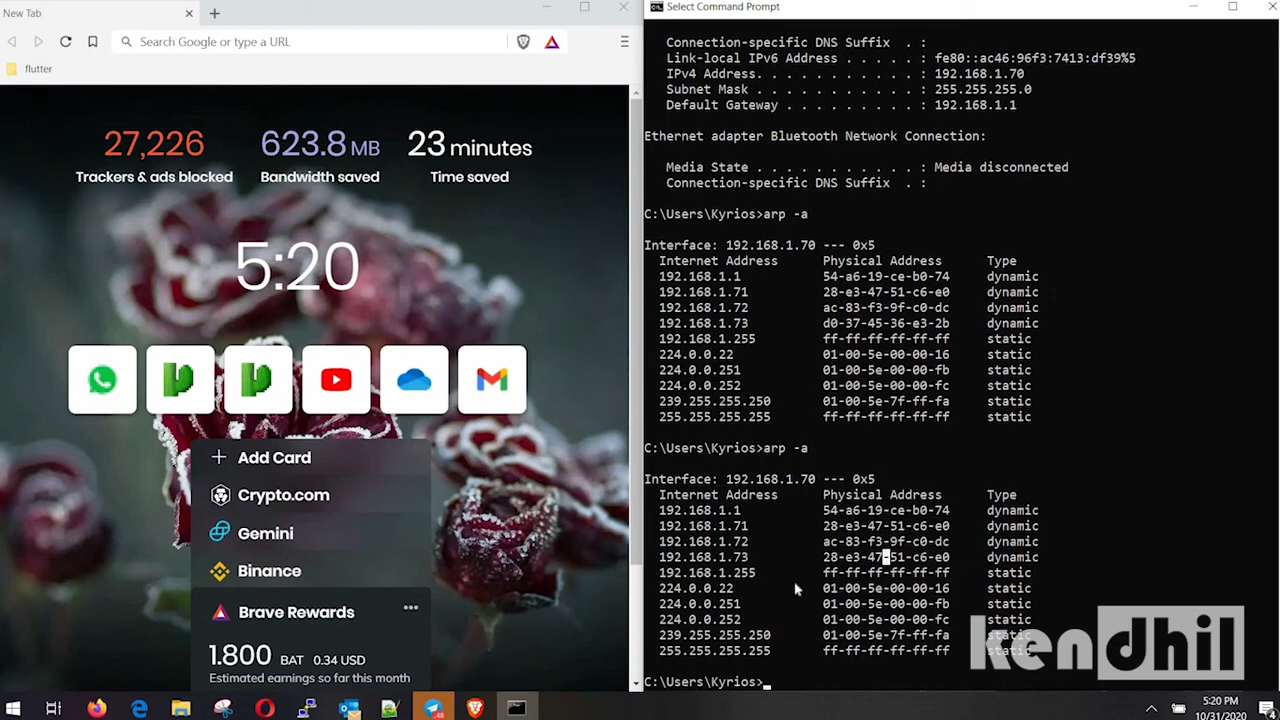 New Tab
Search Google or type a URL
flutter
27,226
Trackers & ads blocked
623.8 MB
Bandwidth saved
23 minutes
Time saved
5:20
Add Card
Crypto.com
Gemini
Binance
Brave Rewards
1.800 BAT 0.34 USD
Estimated earnings so far this month
Select Command Prompt
Connection-specific DNS Suffix . :
Link-local IPv6 Address . . . . . : fe80::ac46:96f3:7413:df39%5
IPv4 Address. . . . . . . . . . . : 192.168.1.70
Subnet Mask . . . . . . . . . . . : 255.255.255.0
Default Gateway . . . . . . . . . : 192.168.1.1
Ethernet adapter Bluetooth Network Connection:
Media State . . . . . . . . . . . : Media disconnected
Connection-specific DNS Suffix . :
C:\Users\Kyrios>arp -a
Interface: 192.168.1.70 --- 0x5
Internet Address Physical Address Type
192.168.1.1 54-a6-19-ce-b0-74 dynamic
192.168.1.71 28-e3-47-51-c6-e0 dynamic
192.168.1.72 ac-83-f3-9f-c0-dc dynamic
192.168.1.73 d0-37-45-36-e3-2b dynamic
192.168.1.255 ff-ff-ff-ff-ff-ff static
224.0.0.22 01-00-5e-00-00-16 static
224.0.0.251 01-00-5e-00-00-fb static
224.0.0.252 01-00-5e-00-00-fc static
239.255.255.250 01-00-5e-7f-ff-fa static
255.255.255.255 ff-ff-ff-ff-ff-ff static
C:\Users\Kyrios>arp -a
Interface: 192.168.1.70 --- 0x5
Internet Address Physical Address Type
192.168.1.1 54-a6-19-ce-b0-74 dynamic
192.168.1.71 28-e3-47-51-c6-e0 dynamic
192.168.1.72 ac-83-f3-9f-c0-dc dynamic
192.168.1.73 28-e3-47-51-c6-e0 dynamic
192.168.1.255 ff-ff-ff-ff-ff-ff static
224.0.0.22 01-00-5e-00-00-16 static
224.0.0.251 01-00-5e-00-00-fb static
224.0.0.252 01-00-5e-00-00-fc static
239.255.255.250 01-00-5e-7f-ff-fa static
255.255.255.255 ff-ff-ff-ff-ff-ff static
C:\Users\Kyrios>
kendhil
5:20 PM
10/31/2020